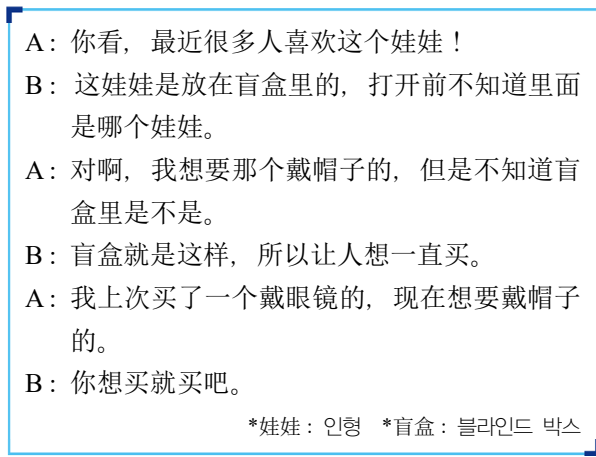 A：你看，最近很多人喜欢这个娃娃！
B：这娃娃是放在盲盒里的，打开前不知道里面
是哪个娃娃。
A：对啊，我想要那个戴帽子的，但是不知道盲
盒里是不是。
B：盲盒就是这样，所以让人想一直买。
A：我上次买了一个戴眼镜的，现在想要戴帽子
的。
B：你想买就买吧。
*娃娃：인형 *盲盒：블라인드 박스